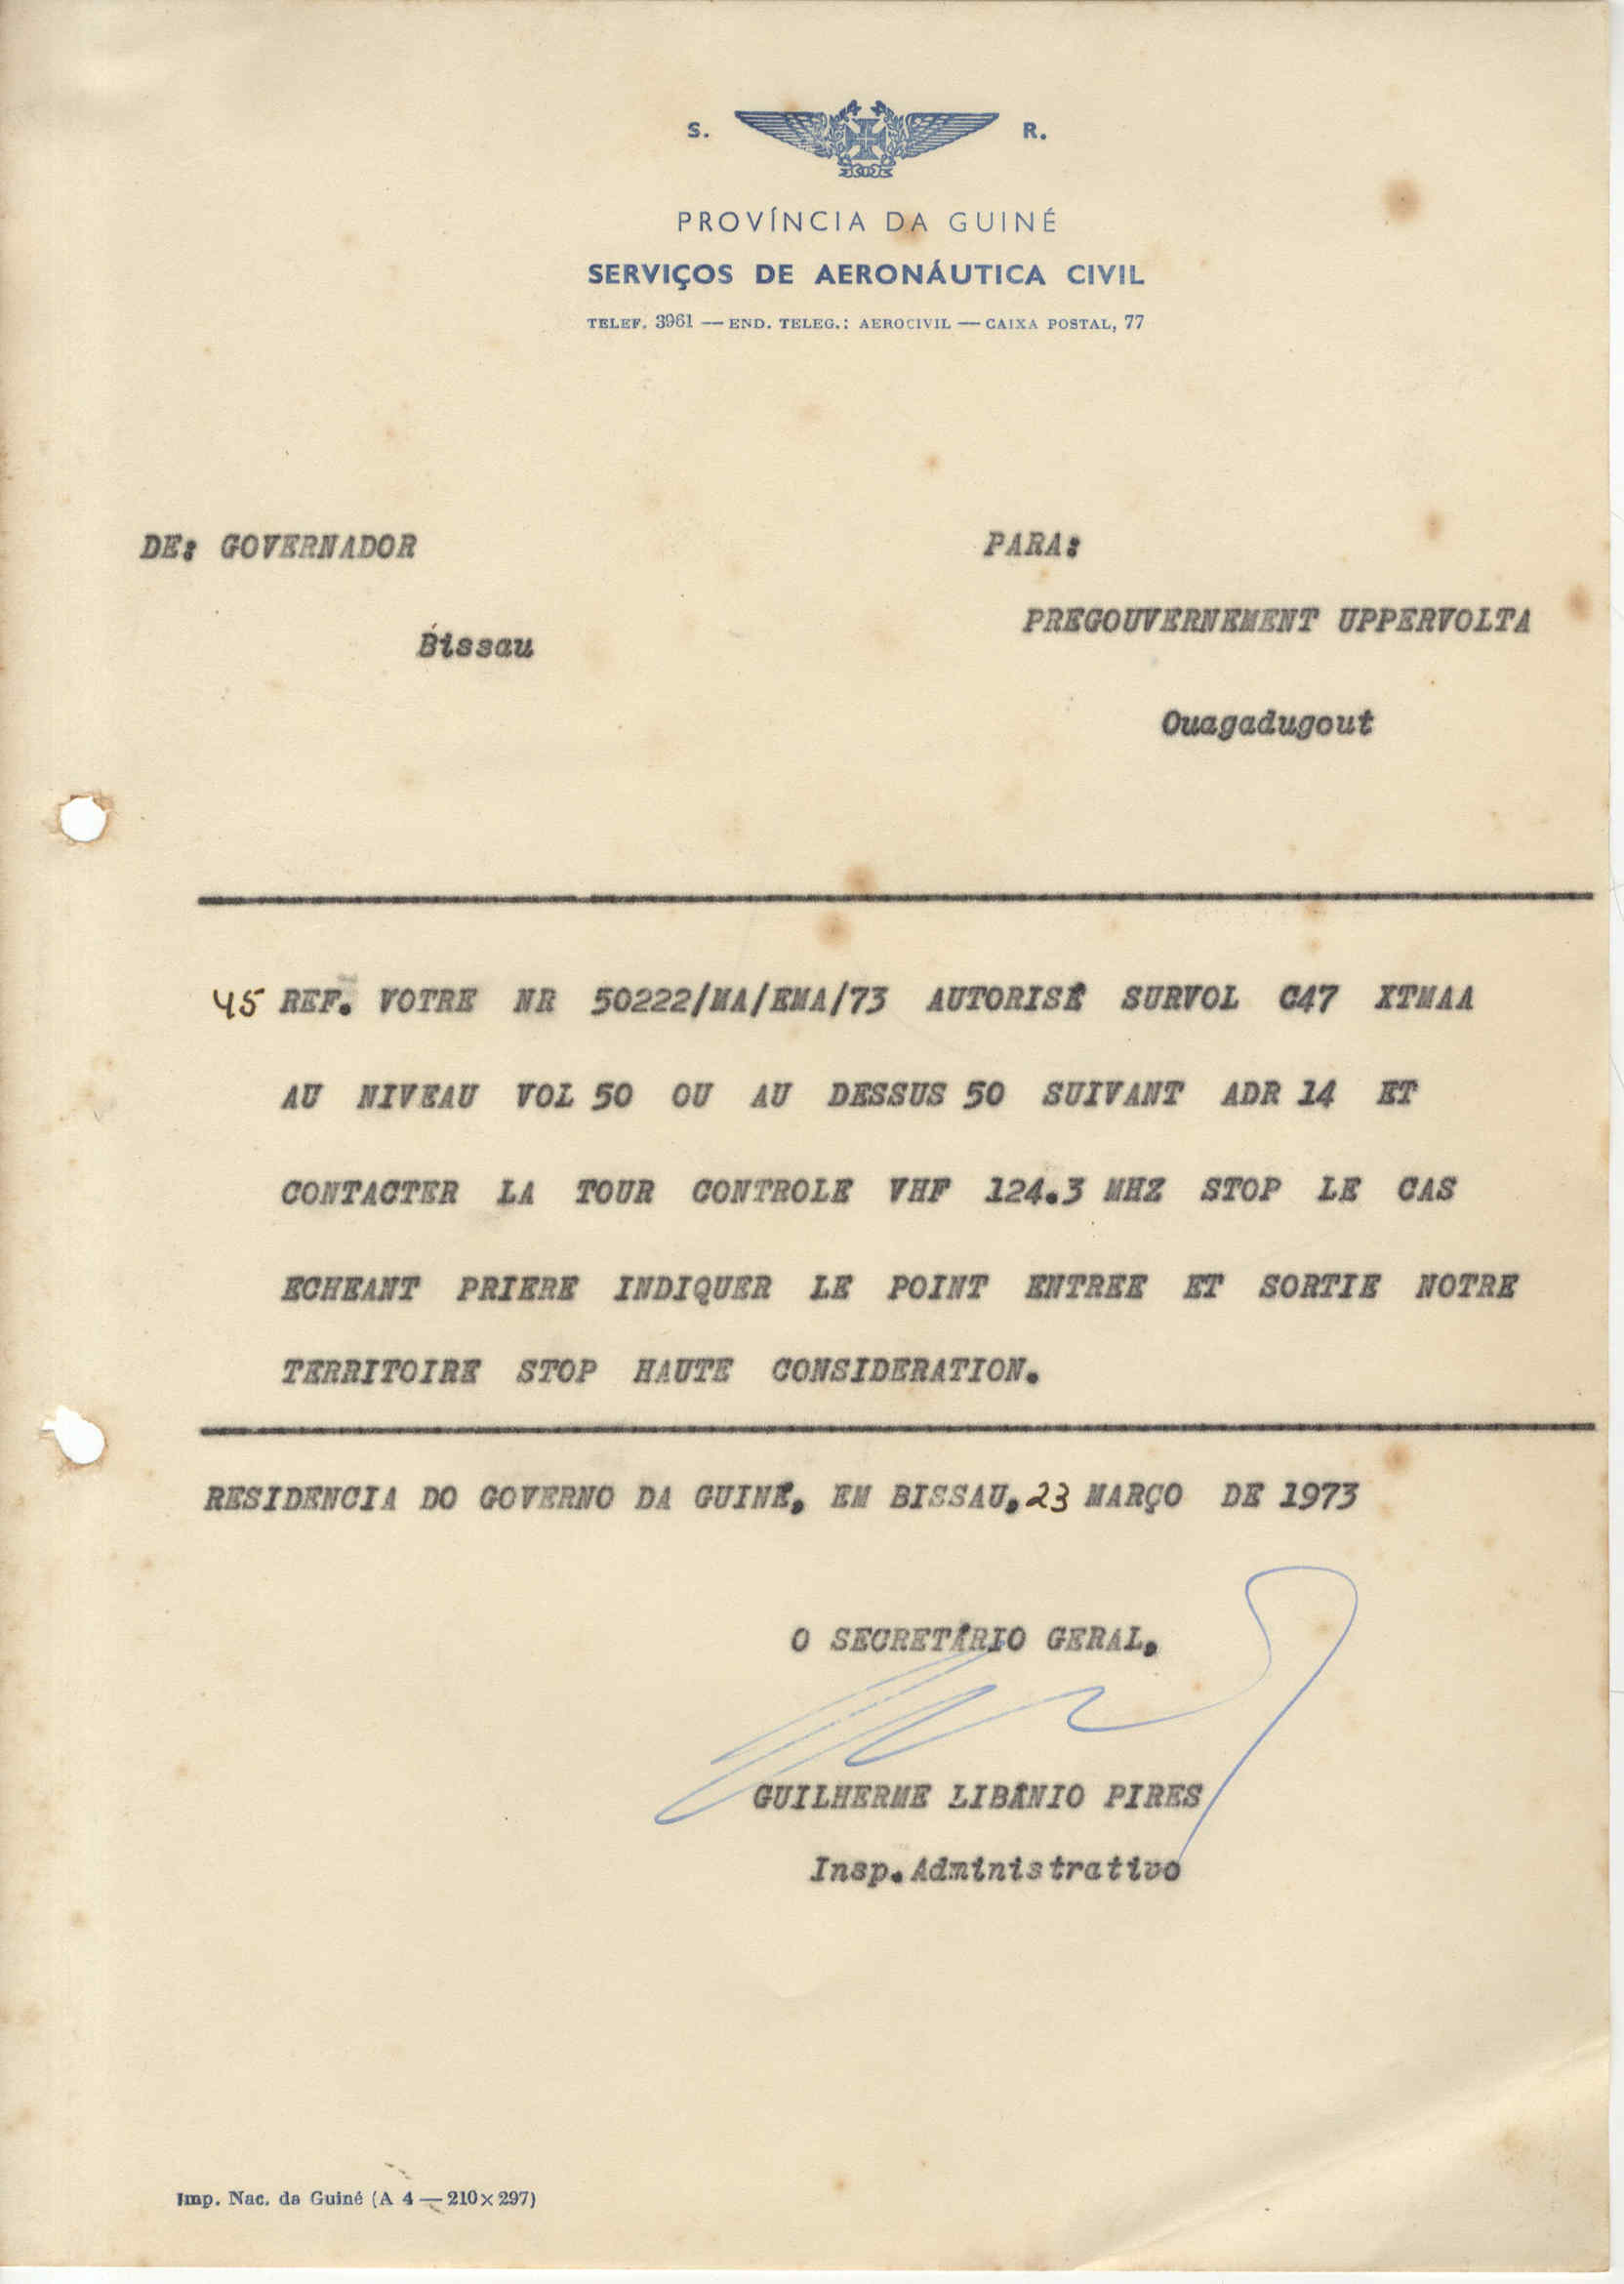 S. R.
PROVÍNCIA DA GUINÉ
SERVIÇOS DE AERONÁUTICA CIVIL
TELEF. 3961 — END. TELEG.: AEROCIVIL — CAIXA POSTAL, 77
DE: GOVERNADOR
PARA:
PREGOUVERNEMENT UPPERVOLTA
Bissau
Ouagadugout
45 REF. VOTRE NR 50222/MA/EMA/73 AUTORISÉ SURVOL C47 XTMAA
AU NIVEAU VOL 50 OU AU DESSUS 50 SUIVANT ADR 14 ET
CONTACTER LA TOUR CONTROLE VHF 124.3 MHZ STOP LE CAS
ECHEANT PRIERE INDIQUER LE POINT ENTREE ET SORTIE NOTRE
TERRITOIRE STOP HAUTE CONSIDERATION.
RESIDENCIA DO GOVERNO DA GUINÉ, EM BISSAU, 23 MARÇO DE 1973
O SECRETÁRIO GERAL,
GUILHERME LIBÂNIO PIRES
Insp. Administrativo
Imp. Nac. da Guiné (A 4 — 210 × 297)